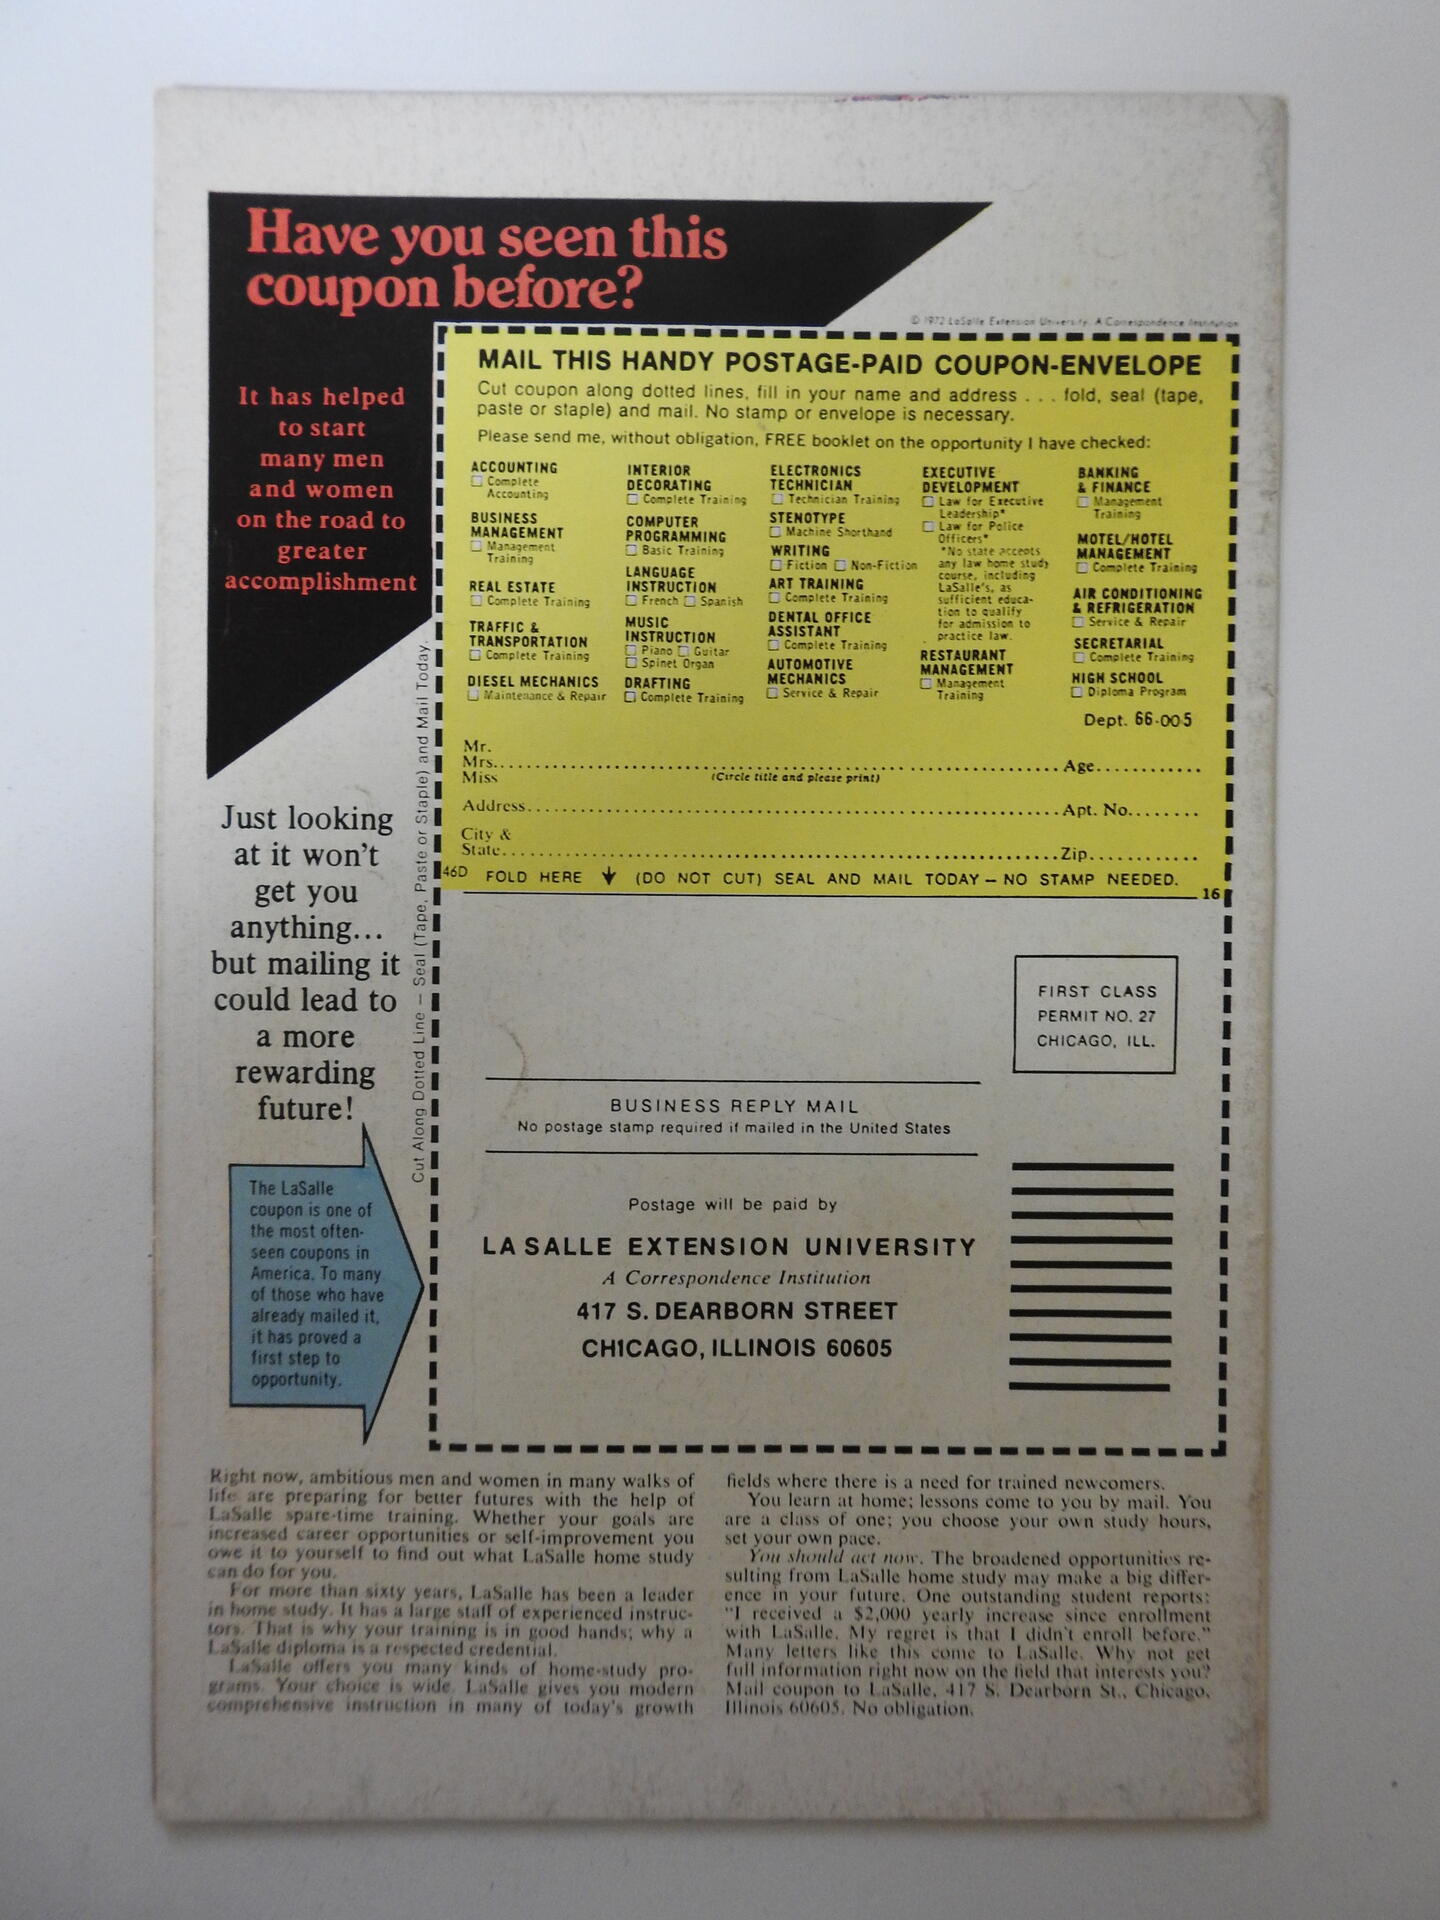 Have you seen this
coupon before?
It has helped
to start
many men
and women
on the road to
greater
accomplishment
© 1972 LaSalle Extension University. A Correspondence Institution
MAIL THIS HANDY POSTAGE-PAID COUPON-ENVELOPE
Cut coupon along dotted lines, fill in your name and address . . . fold, seal (tape,
paste or staple) and mail. No stamp or envelope is necessary.
Please send me, without obligation, FREE booklet on the opportunity I have checked:
ACCOUNTING
☐ Complete
Accounting
BUSINESS
MANAGEMENT
☐ Management
Training
REAL ESTATE
☐ Complete Training
TRAFFIC &
TRANSPORTATION
☐ Complete Training
DIESEL MECHANICS
☐ Maintenance & Repair
INTERIOR
DECORATING
☐ Complete Training
COMPUTER
PROGRAMMING
☐ Basic Training
LANGUAGE
INSTRUCTION
☐ French ☐ Spanish
MUSIC
INSTRUCTION
☐ Piano ☐ Guitar
☐ Spinet Organ
DRAFTING
☐ Complete Training
ELECTRONICS
TECHNICIAN
☐ Technician Training
STENOTYPE
☐ Machine Shorthand
WRITING
☐ Fiction ☐ Non-Fiction
ART TRAINING
☐ Complete Training
DENTAL OFFICE
ASSISTANT
☐ Complete Training
AUTOMOTIVE
MECHANICS
☐ Service & Repair
EXECUTIVE
DEVELOPMENT
☐ Law for Executive
Leadership*
☐ Law for Police
Officers*
*No state accepts
any law home study
course, including
LaSalle's, as
sufficient educa-
tion to qualify
for admission to
practice law.
RESTAURANT
MANAGEMENT
☐ Management
Training
BANKING
& FINANCE
☐ Management
Training
MOTEL/HOTEL
MANAGEMENT
☐ Complete Training
AIR CONDITIONING
& REFRIGERATION
☐ Service & Repair
SECRETARIAL
☐ Complete Training
HIGH SCHOOL
☐ Diploma Program
Dept. 66-005
Mr.
Mrs. Age
Miss (Circle title and please print)
Address Apt. No.
City &
State Zip
46D FOLD HERE ↓ (DO NOT CUT) SEAL AND MAIL TODAY – NO STAMP NEEDED.
16
Cut Along Dotted Line – Seal (Tape, Paste or Staple) and Mail Today.
Just looking
at it won't
get you
anything...
but mailing it
could lead to
a more
rewarding
future!
FIRST CLASS
PERMIT NO. 27
CHICAGO, ILL.
BUSINESS REPLY MAIL
No postage stamp required if mailed in the United States
Postage will be paid by
LA SALLE EXTENSION UNIVERSITY
A Correspondence Institution
417 S. DEARBORN STREET
CHICAGO, ILLINOIS 60605
The LaSalle
coupon is one of
the most often-
seen coupons in
America. To many
of those who have
already mailed it,
it has proved a
first step to
opportunity.
Right now, ambitious men and women in many walks of
life are preparing for better futures with the help of
LaSalle spare-time training. Whether your goals are
increased career opportunities or self-improvement you
owe it to yourself to find out what LaSalle home study
can do for you.
For more than sixty years, LaSalle has been a leader
in home study. It has a large staff of experienced instruc-
tors. That is why your training is in good hands; why a
LaSalle diploma is a respected credential.
LaSalle offers you many kinds of home-study pro-
grams. Your choice is wide. LaSalle gives you modern
comprehensive instruction in many of today's growth
fields where there is a need for trained newcomers.
You learn at home; lessons come to you by mail. You
are a class of one; you choose your own study hours,
set your own pace.
You should act now. The broadened opportunities re-
sulting from LaSalle home study may make a big differ-
ence in your future. One outstanding student reports:
"I received a $2,000 yearly increase since enrollment
with LaSalle. My regret is that I didn't enroll before."
Many letters like this come to LaSalle. Why not get
full information right now on the field that interests you?
Mail coupon to LaSalle, 417 S. Dearborn St., Chicago,
Illinois 60605. No obligation.